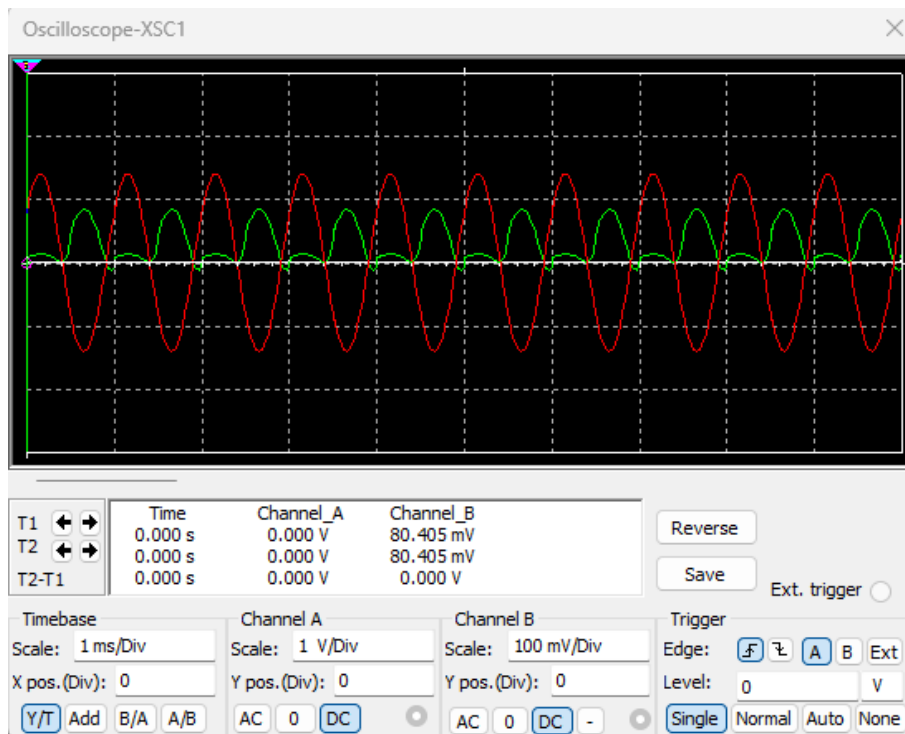 Oscilloscope-XSC1
Time Channel_A Channel_B
T1 0.000 s 0.000 V 80.405 mV
T2 0.000 s 0.000 V 80.405 mV
T2-T1 0.000 s 0.000 V 0.000 V
Reverse
Save
Ext. trigger
Timebase
Scale: 1 ms/Div
X pos.(Div): 0
Y/T Add B/A A/B
Channel A
Scale: 1 V/Div
Y pos.(Div): 0
AC 0 DC
Channel B
Scale: 100 mV/Div
Y pos.(Div): 0
AC 0 DC -
Trigger
Edge: A B Ext
Level: 0 V
Single Normal Auto None